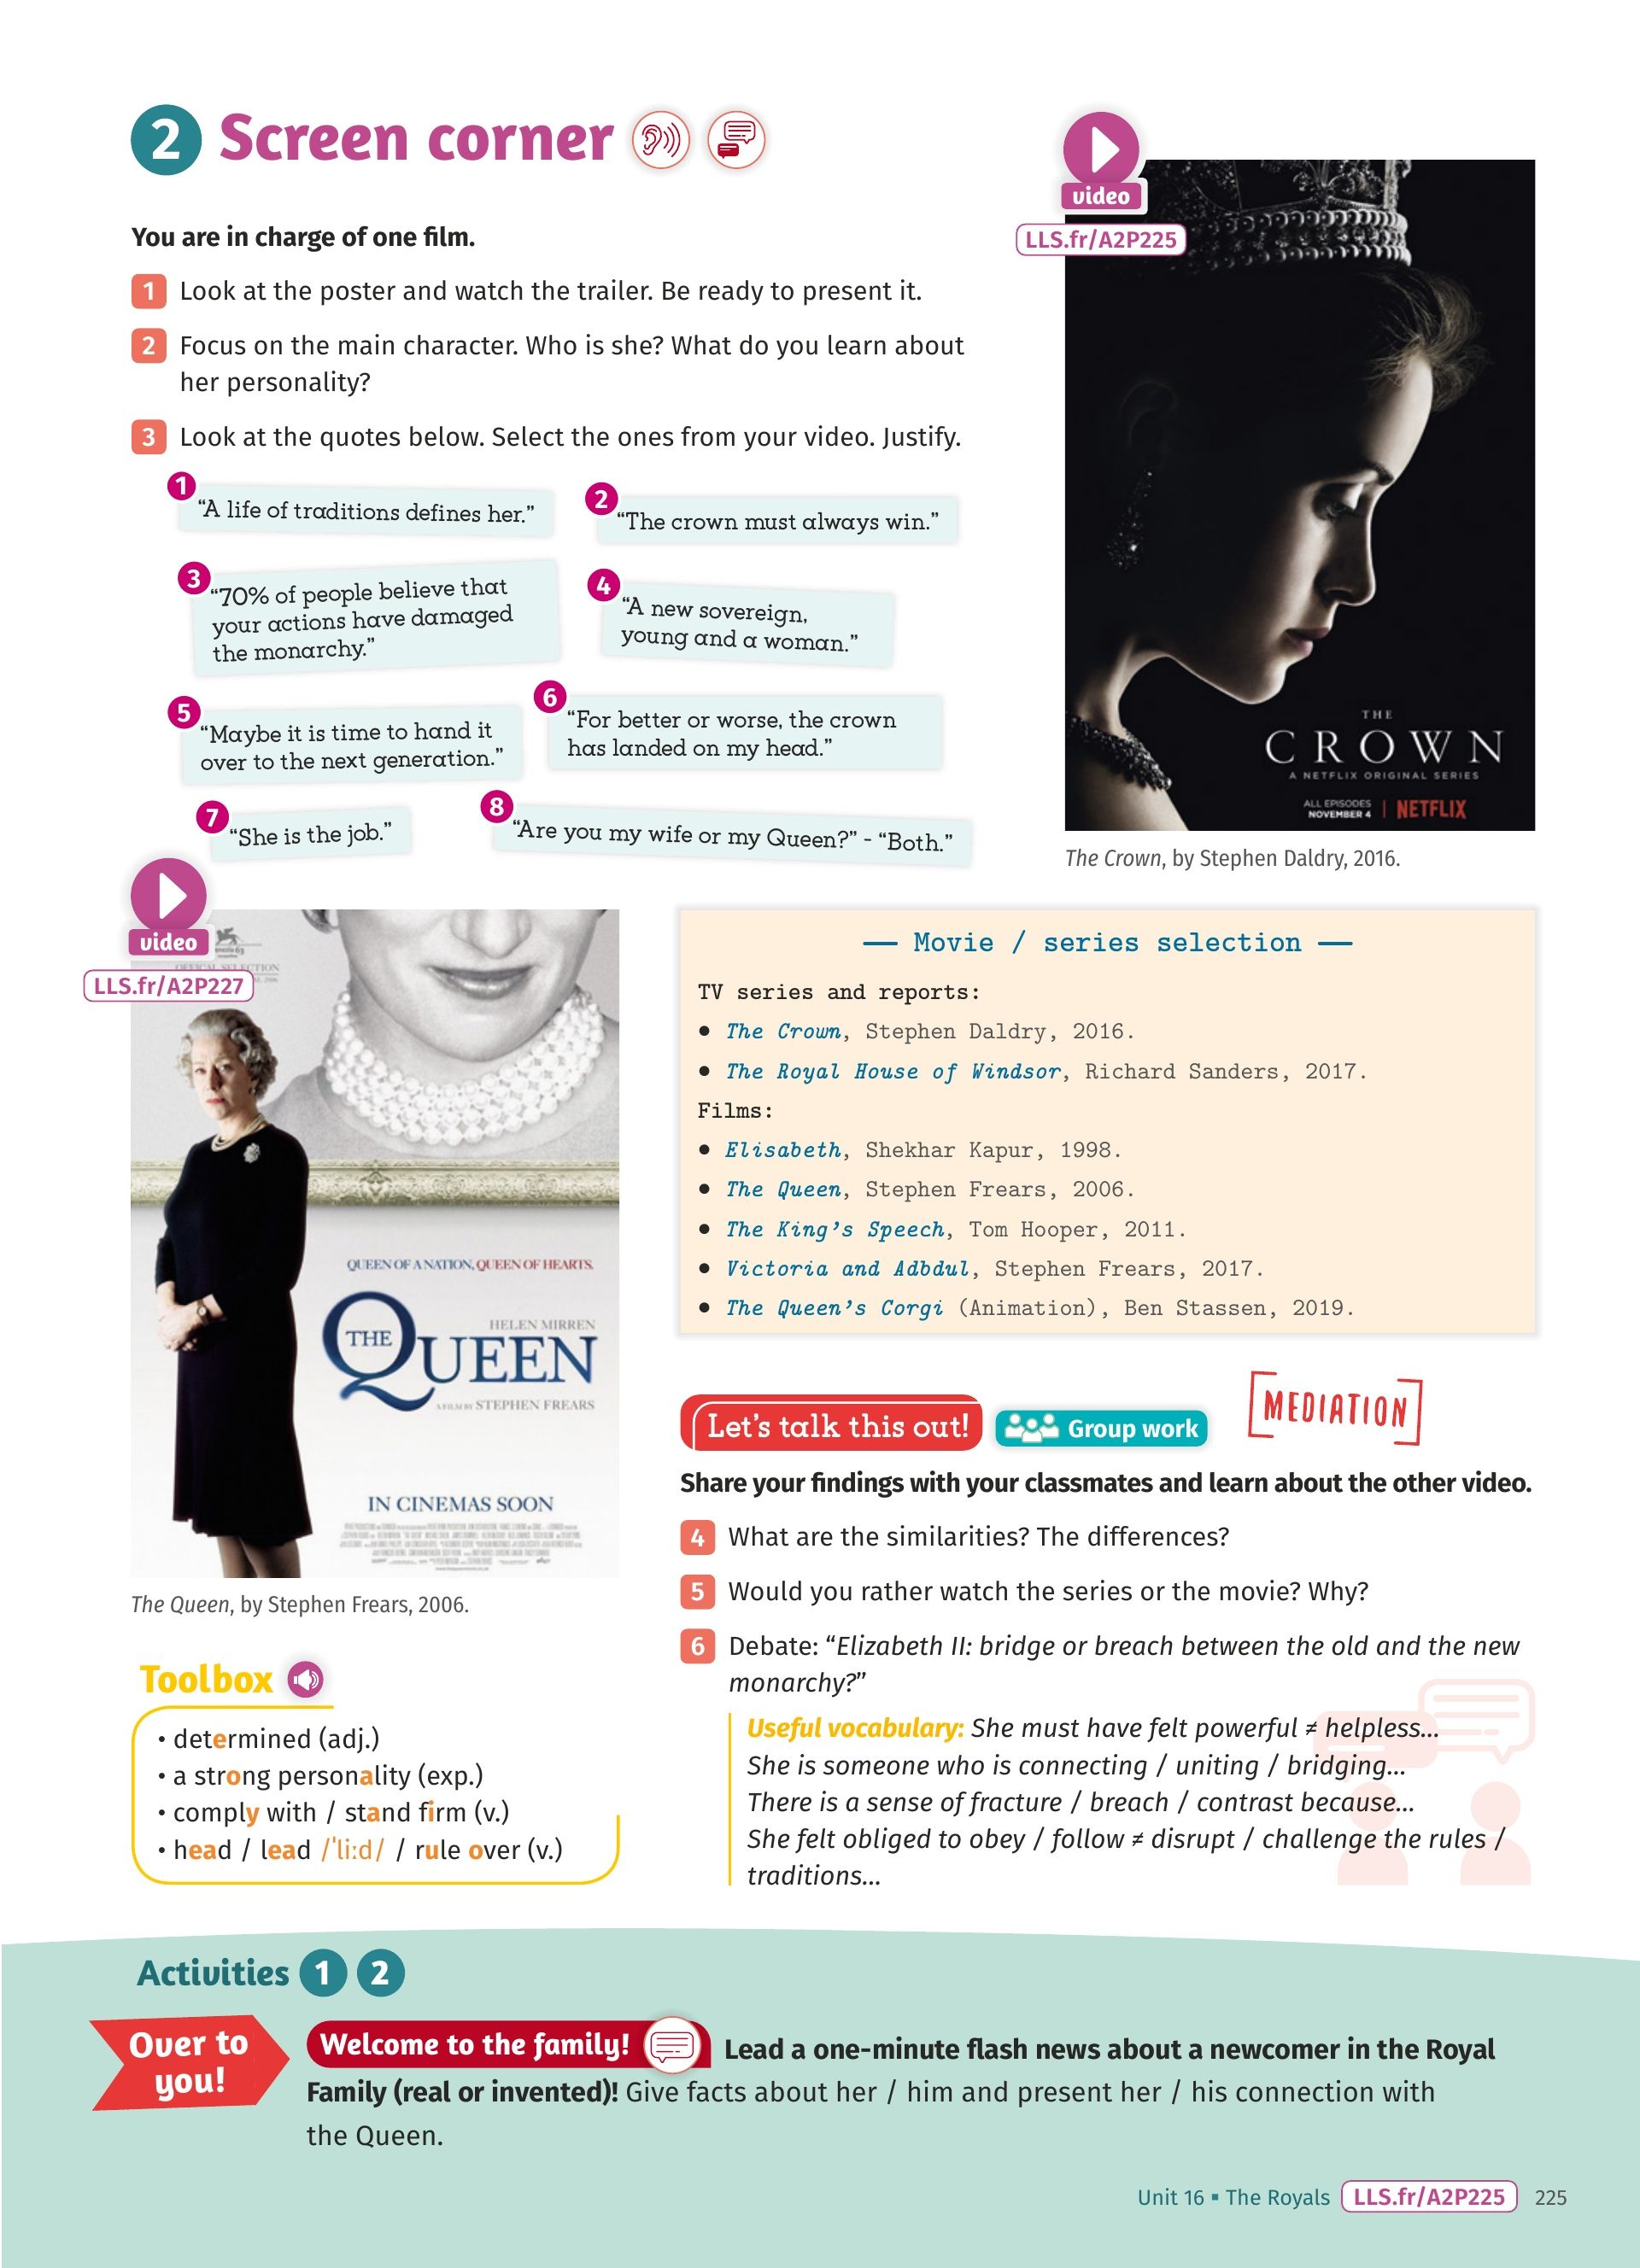 2 Screen corner
video
LLS.fr/A2P225
You are in charge of one film.
1 Look at the poster and watch the trailer. Be ready to present it.
2 Focus on the main character. Who is she? What do you learn about
her personality?
3 Look at the quotes below. Select the ones from your video. Justify.
1 “A life of traditions defines her.”
2 “The crown must always win.”
3 “70% of people believe that
your actions have damaged
the monarchy.”
4 “A new sovereign,
young and a woman.”
5 “Maybe it is time to hand it
over to the next generation.”
6 “For better or worse, the crown
has landed on my head.”
7 “She is the job.”
8 “Are you my wife or my Queen?” - “Both.”
THE
CROWN
A NETFLIX ORIGINAL SERIES
ALL EPISODES
NOVEMBER 4 | NETFLIX
The Crown, by Stephen Daldry, 2016.
video
LLS.fr/A2P227
QUEEN OF A NATION, QUEEN OF HEARTS.
HELEN MIRREN
THE QUEEN
A FILM BY STEPHEN FREARS
IN CINEMAS SOON
The Queen, by Stephen Frears, 2006.
— Movie / series selection —
TV series and reports:
• The Crown, Stephen Daldry, 2016.
• The Royal House of Windsor, Richard Sanders, 2017.
Films:
• Elisabeth, Shekhar Kapur, 1998.
• The Queen, Stephen Frears, 2006.
• The King’s Speech, Tom Hooper, 2011.
• Victoria and Adbdul, Stephen Frears, 2017.
• The Queen’s Corgi (Animation), Ben Stassen, 2019.
Let’s talk this out! Group work
MEDIATION
Share your findings with your classmates and learn about the other video.
4 What are the similarities? The differences?
5 Would you rather watch the series or the movie? Why?
6 Debate: “Elizabeth II: bridge or breach between the old and the new
monarchy?”
Useful vocabulary: She must have felt powerful ≠ helpless...
She is someone who is connecting / uniting / bridging...
There is a sense of fracture / breach / contrast because...
She felt obliged to obey / follow ≠ disrupt / challenge the rules /
traditions...
Toolbox
• determined (adj.)
• a strong personality (exp.)
• comply with / stand firm (v.)
• head / lead /ˈliːd/ / rule over (v.)
Activities 1 2
Over to
you!
Welcome to the family! Lead a one-minute flash news about a newcomer in the Royal
Family (real or invented)! Give facts about her / him and present her / his connection with
the Queen.
Unit 16 ▪ The Royals LLS.fr/A2P225 225